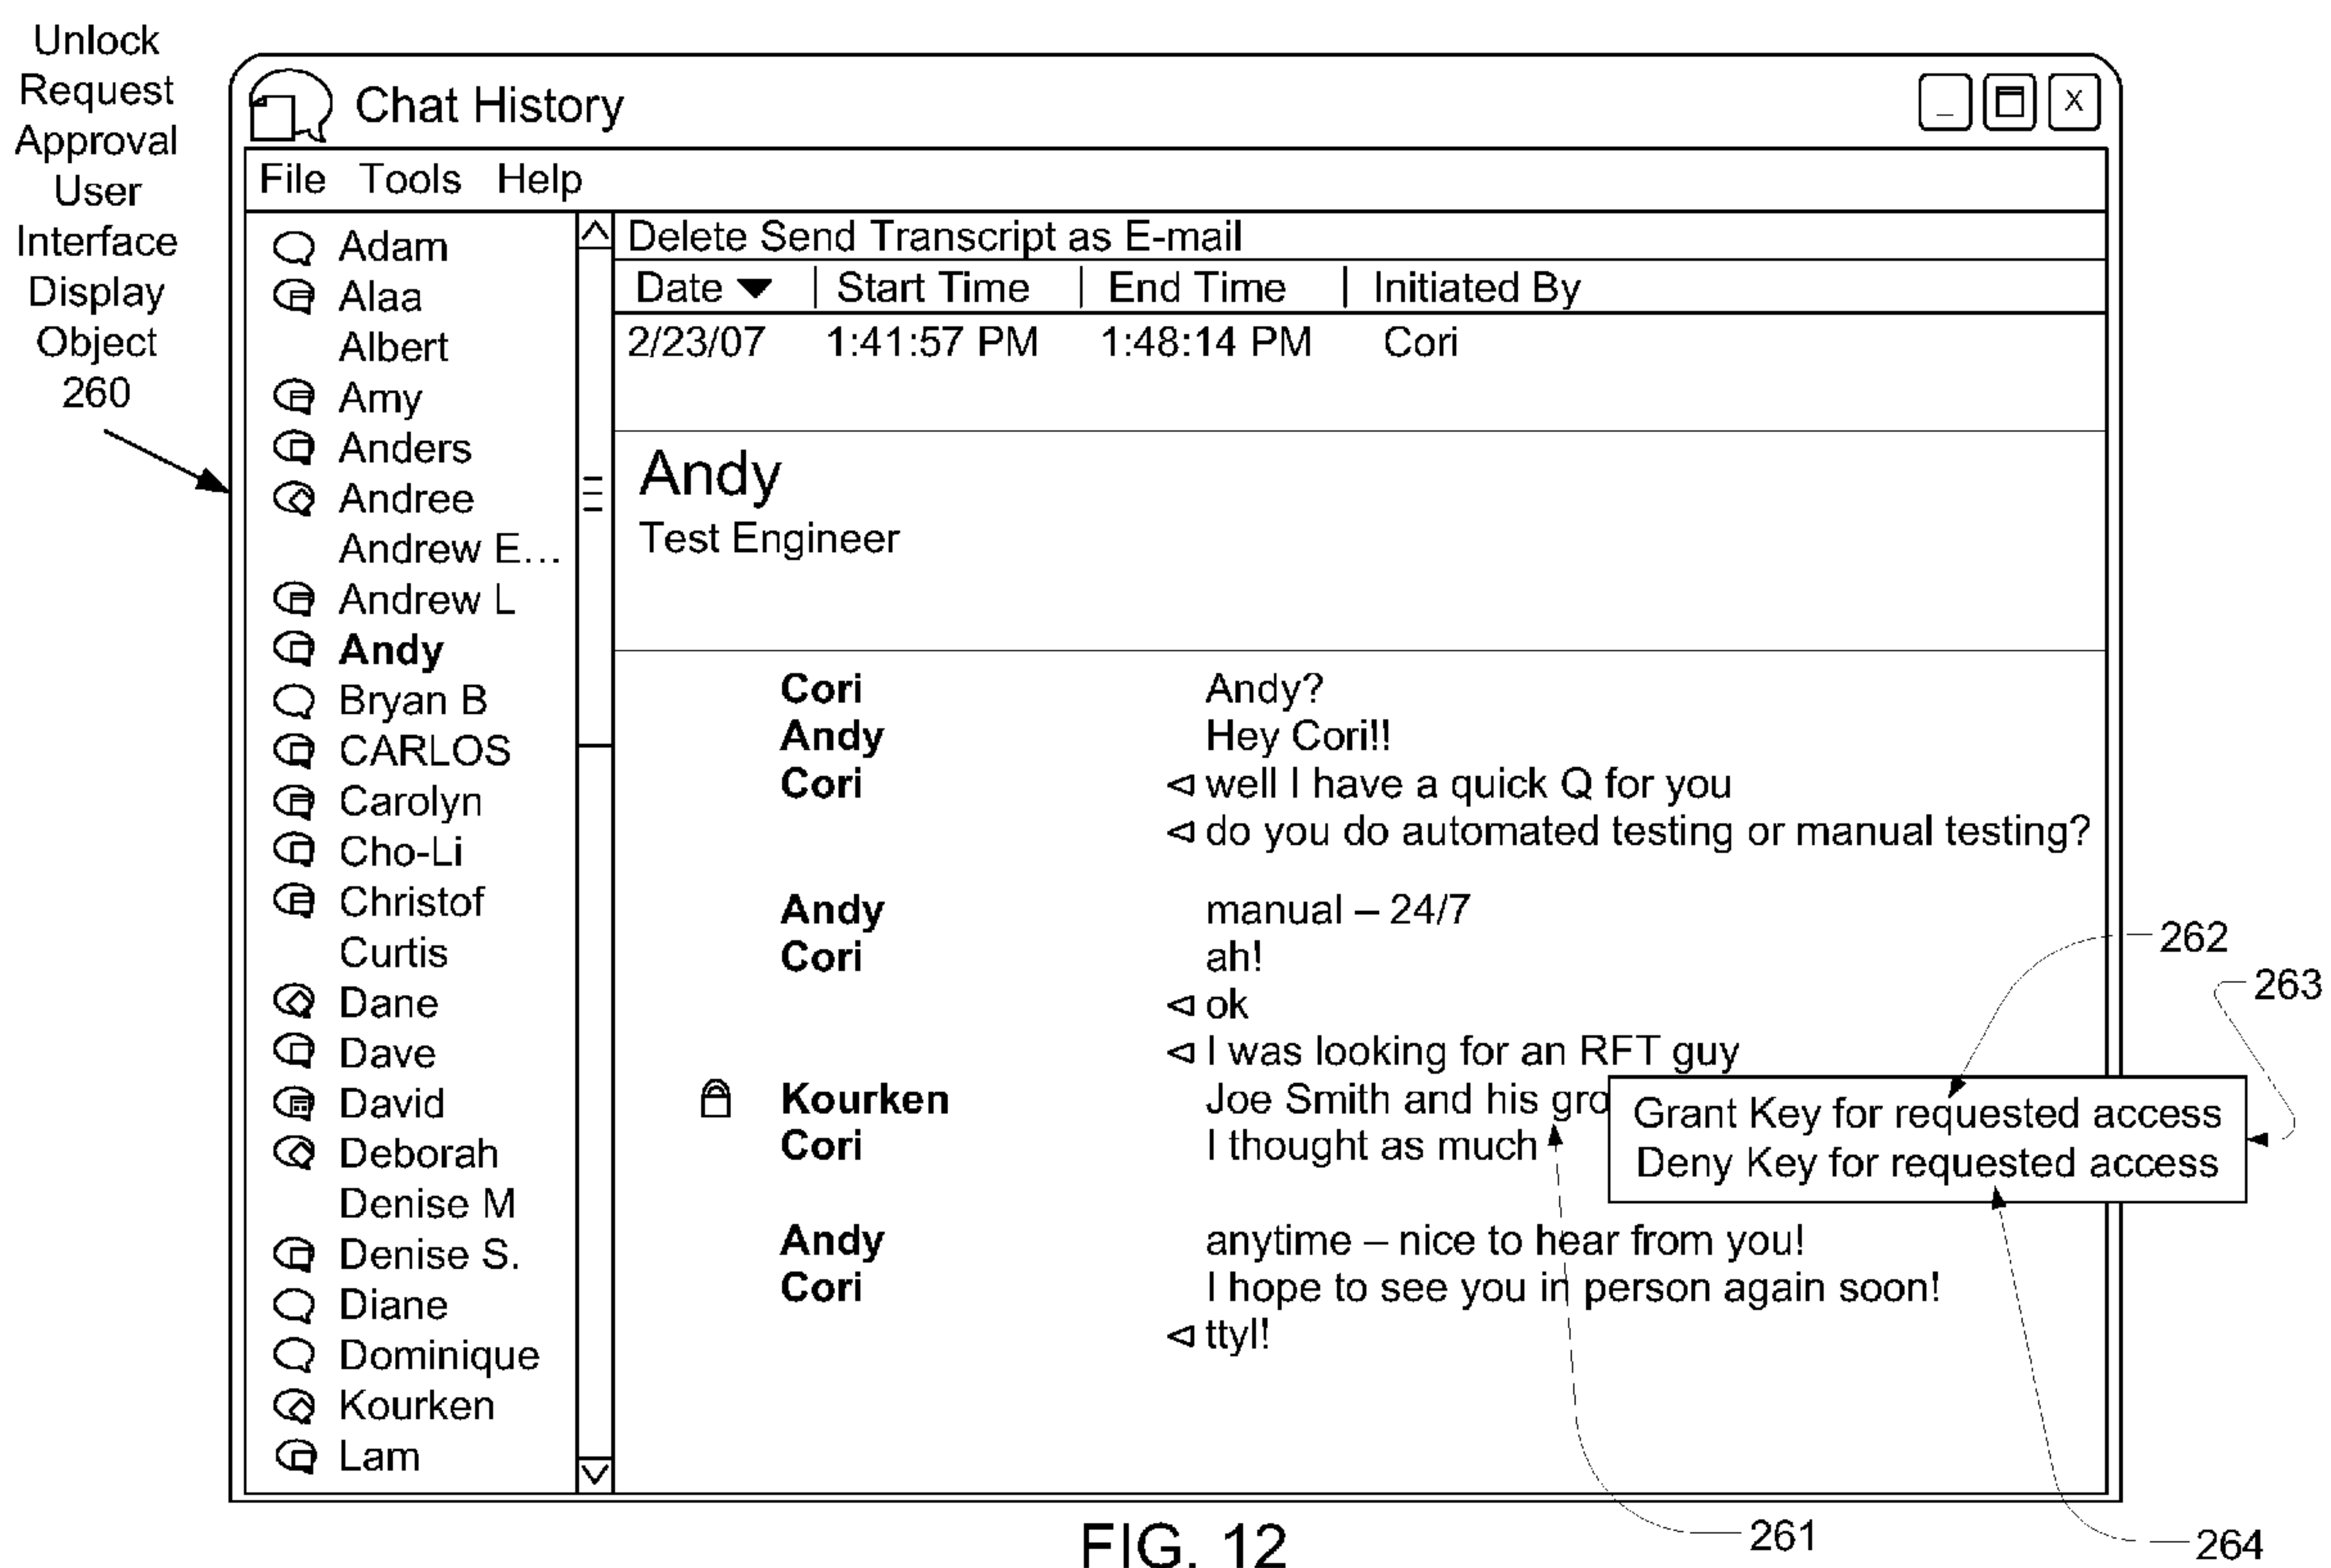 Unlock
Request
Approval
User
Interface
Display
Object
260
Chat History
_ X
File Tools Help
Adam
Alaa
Albert
Amy
Anders
Andree
Andrew E...
Andrew L
Andy
Bryan B
CARLOS
Carolyn
Cho-Li
Christof
Curtis
Dane
Dave
David
Deborah
Denise M
Denise S.
Diane
Dominique
Kourken
Lam
Delete Send Transcript as E-mail
Date ▼ | Start Time | End Time | Initiated By
2/23/07 1:41:57 PM 1:48:14 PM Cori
Andy
Test Engineer
Cori Andy?
Andy Hey Cori!!
Cori well I have a quick Q for you
do you do automated testing or manual testing?
Andy manual – 24/7
Cori ah!
ok
I was looking for an RFT guy
Kourken Joe Smith and his gro
Cori I thought as much
Grant Key for requested access
Deny Key for requested access
Andy anytime – nice to hear from you!
Cori I hope to see you in person again soon!
ttyl!
262
263
261
264
FIG. 12